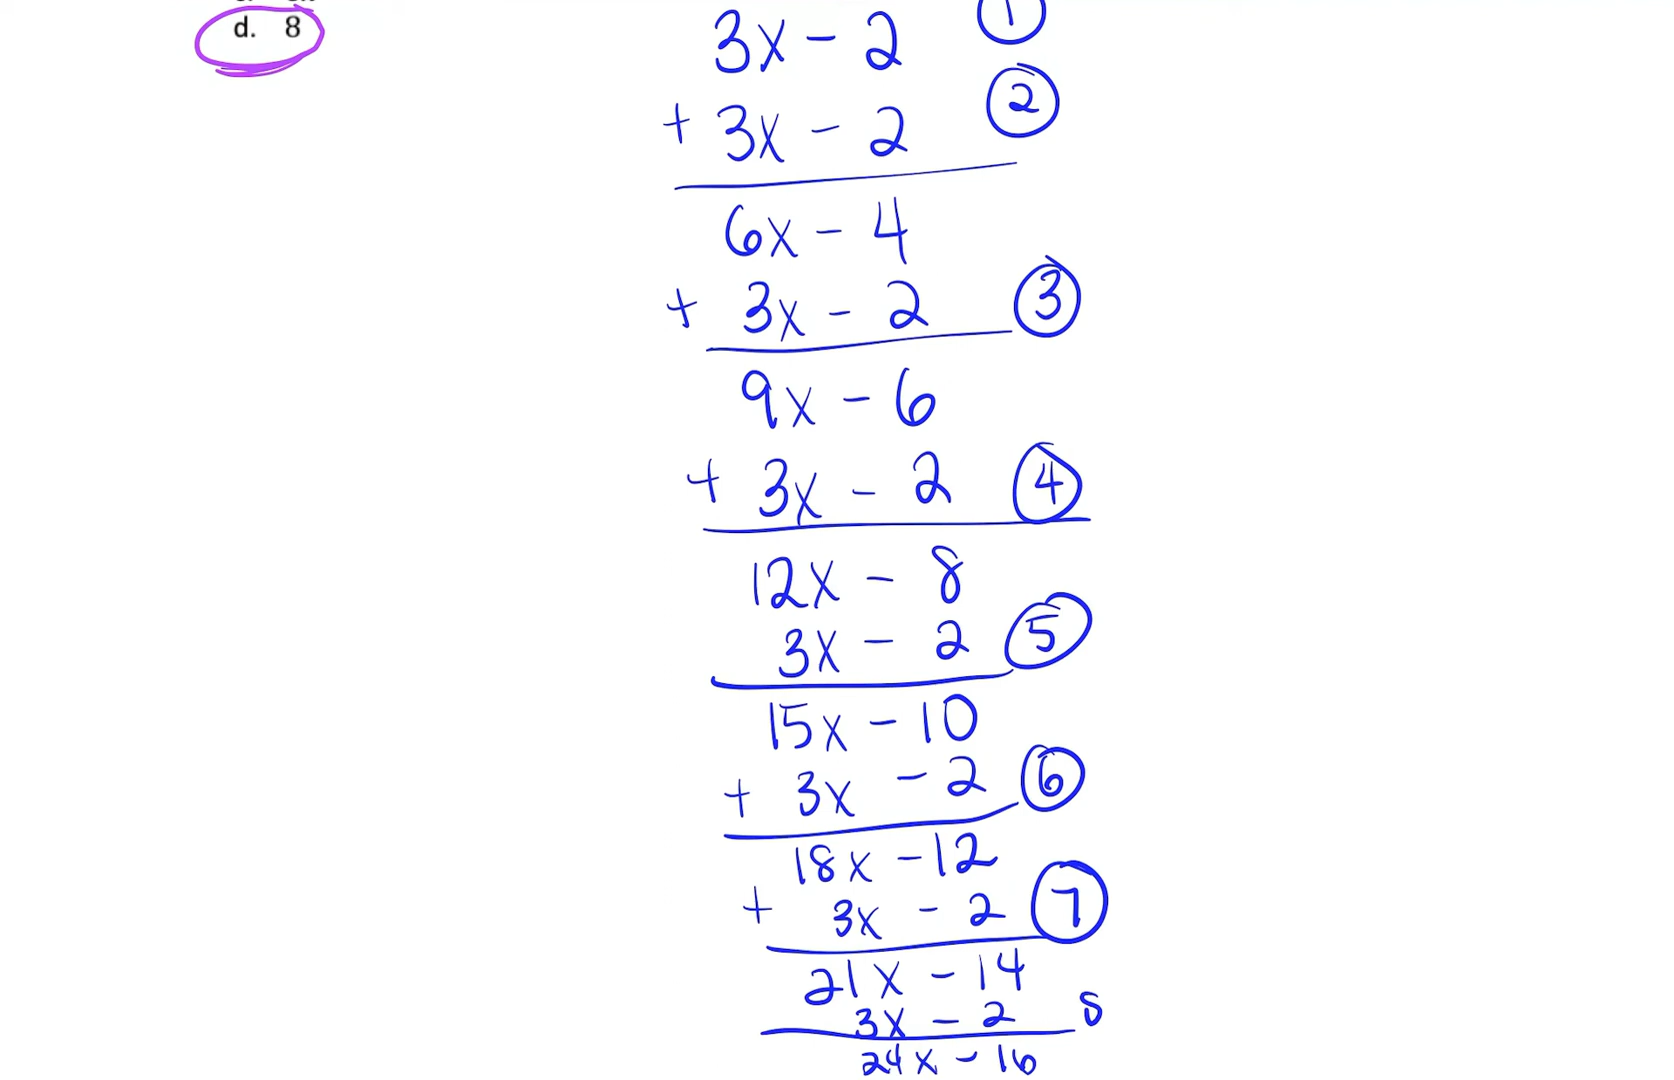 d. 8
3x - 2 1
+ 3x - 2 2
6x - 4
+ 3x - 2 3
9x - 6
+ 3x - 2 4
12x - 8
3x - 2 5
15x - 10
+ 3x - 2 6
18x - 12
+ 3x - 2 7
21x - 14
3x - 2 8
24x - 16